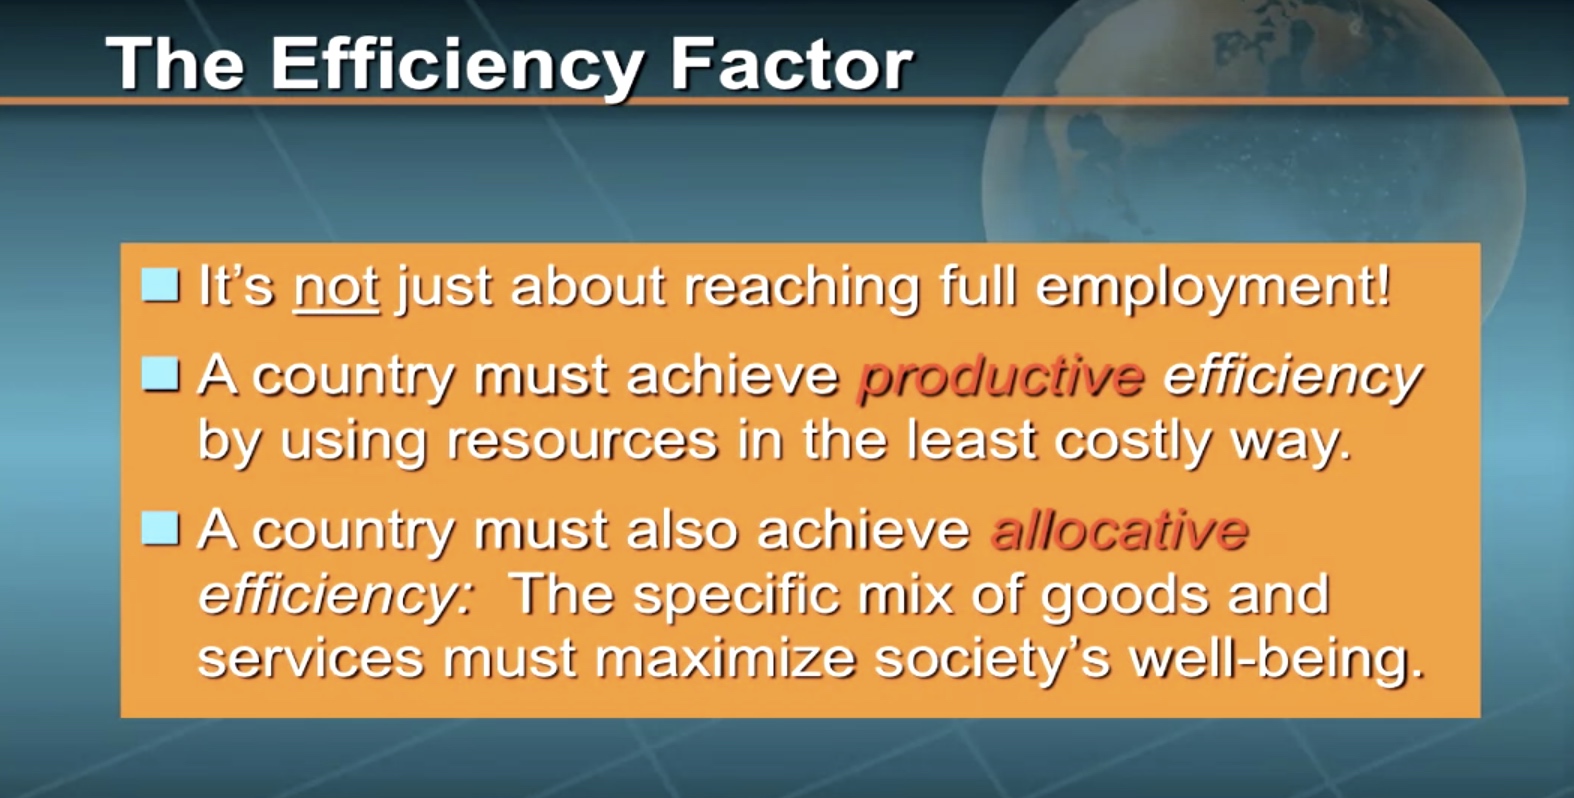 The Efficiency Factor
It’s not just about reaching full employment!
A country must achieve productive efficiency
by using resources in the least costly way.
A country must also achieve allocative
efficiency:  The specific mix of goods and
services must maximize society’s well-being.